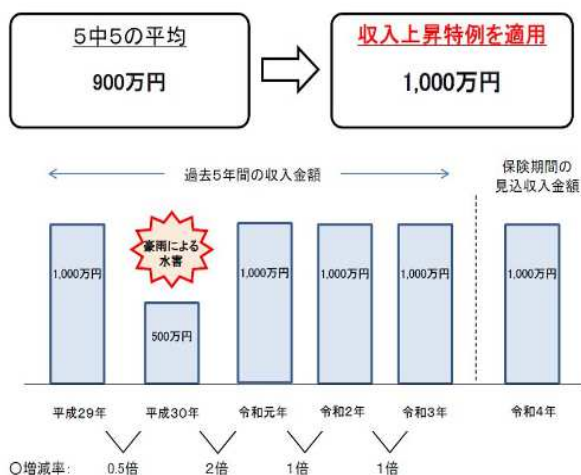 5中5の平均
900万円
収入上昇特例を適用
1,000万円
過去5年間の収入金額
保険期間の
見込収入金額
1,000万円
豪雨による
水害
500万円
1,000万円
1,000万円
1,000万円
1,000万円
平成29年
平成30年
令和元年
令和2年
令和3年
令和4年
○増減率:
0.5倍
2倍
1倍
1倍